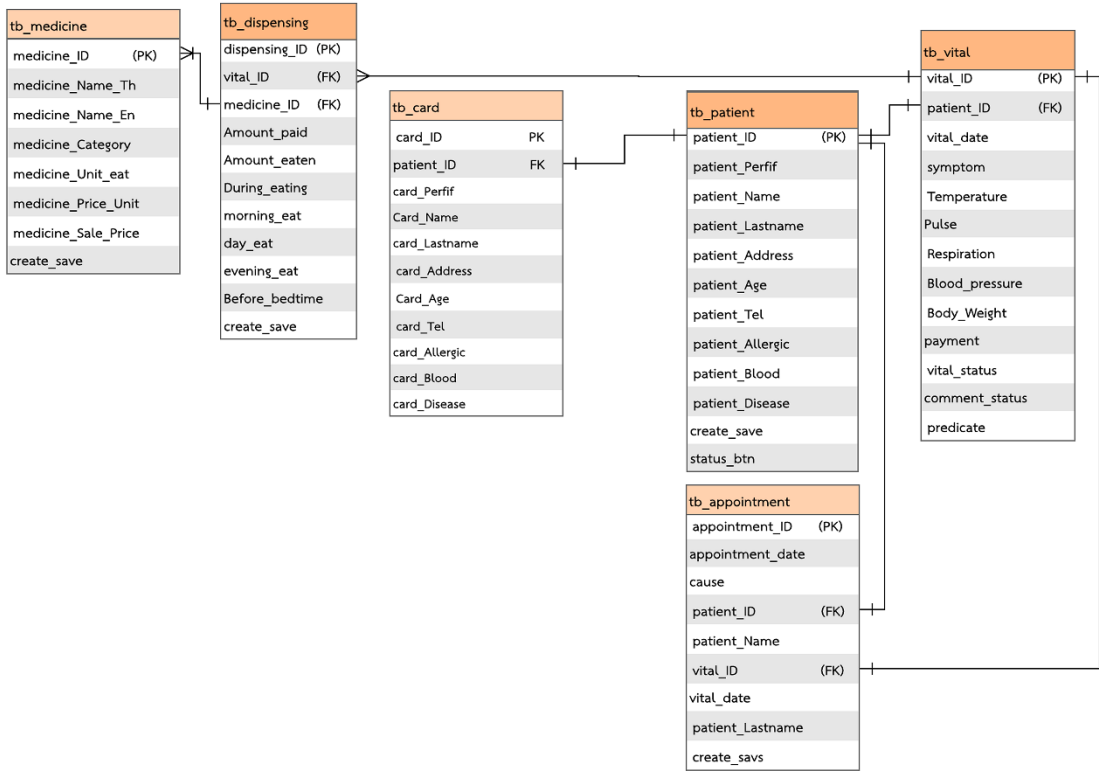 tb_medicine
medicine_ID (PK)
medicine_Name_Th
medicine_Name_En
medicine_Category
medicine_Unit_eat
medicine_Price_Unit
medicine_Sale_Price
create_save
tb_dispensing
dispensing_ID (PK)
vital_ID (FK)
medicine_ID (FK)
Amount_paid
Amount_eaten
During_eating
morning_eat
day_eat
evening_eat
Before_bedtime
create_save
tb_card
card_ID PK
patient_ID FK
card_Perfif
Card_Name
card_Lastname
card_Address
Card_Age
card_Tel
card_Allergic
card_Blood
card_Disease
tb_patient
patient_ID (PK)
patient_Perfif
patient_Name
patient_Lastname
patient_Address
patient_Age
patient_Tel
patient_Allergic
patient_Blood
patient_Disease
create_save
status_btn
tb_vital
vital_ID (PK)
patient_ID (FK)
vital_date
symptom
Temperature
Pulse
Respiration
Blood_pressure
Body_Weight
payment
vital_status
comment_status
predicate
tb_appointment
appointment_ID (PK)
appointment_date
cause
patient_ID (FK)
patient_Name
vital_ID (FK)
vital_date
patient_Lastname
create_savs